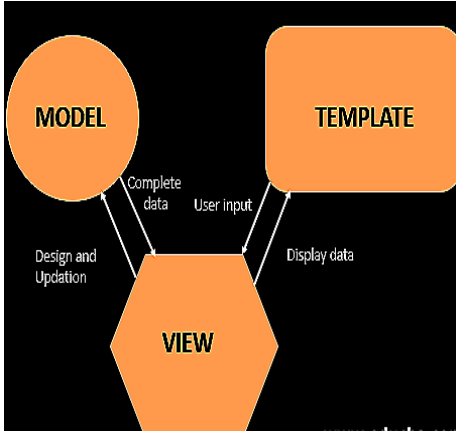 MODEL
TEMPLATE
Complete
data
User input
Design and
Updation
Display data
VIEW